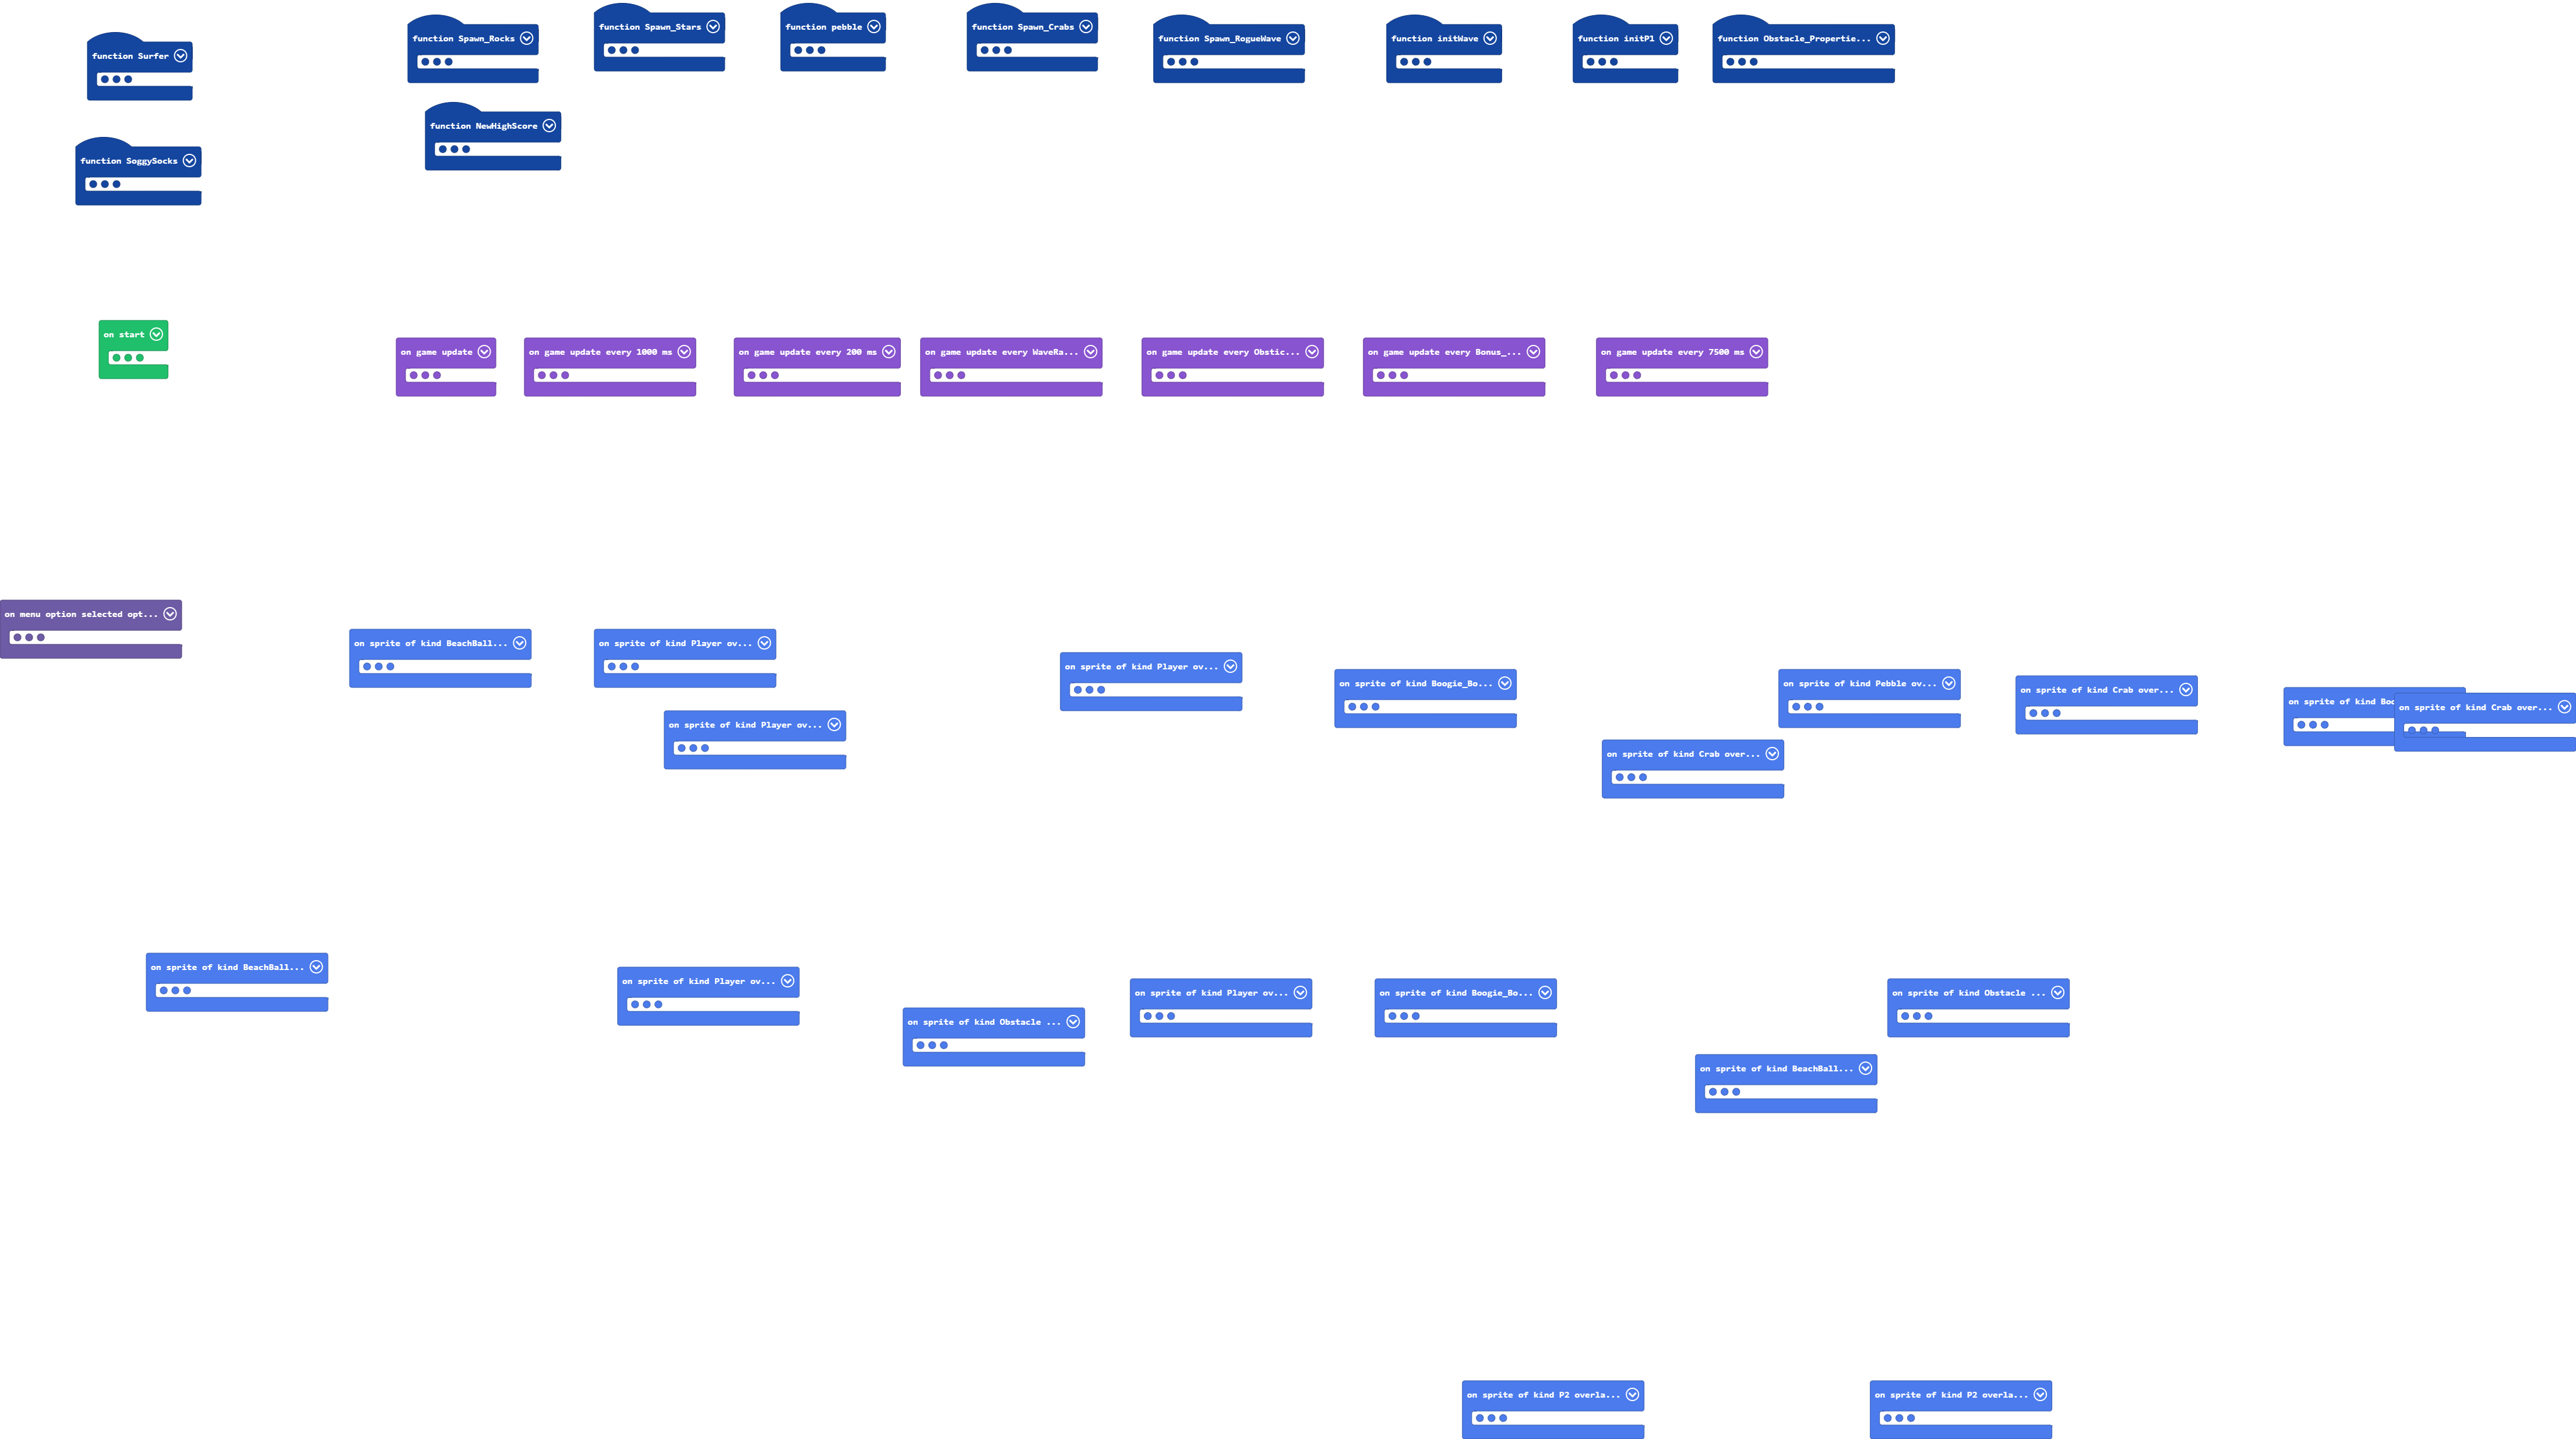 function Surfer
function Spawn_Rocks
function Spawn_Stars
function pebble
function Spawn_Crabs
function Spawn_RogueWave
function initWave
function initP1
function Obstacle_Propertie...
function NewHighScore
function SoggySocks
on start
on game update
on game update every 1000 ms
on game update every 200 ms
on game update every WaveRa...
on game update every Obstic...
on game update every Bonus_...
on game update every 7500 ms
on menu option selected opt...
on sprite of kind BeachBall...
on sprite of kind Player ov...
on sprite of kind Player ov...
on sprite of kind Player ov...
on sprite of kind Boogie_Bo...
on sprite of kind Crab over...
on sprite of kind Pebble ov...
on sprite of kind Crab over...
on sprite of kind
on sprite of kind Crab over...
on sprite of kind BeachBall...
on sprite of kind Player ov...
on sprite of kind Obstacle ...
on sprite of kind Player ov...
on sprite of kind Boogie_Bo...
on sprite of kind BeachBall...
on sprite of kind Obstacle ...
on sprite of kind P2 overla...
on sprite of kind P2 overla...